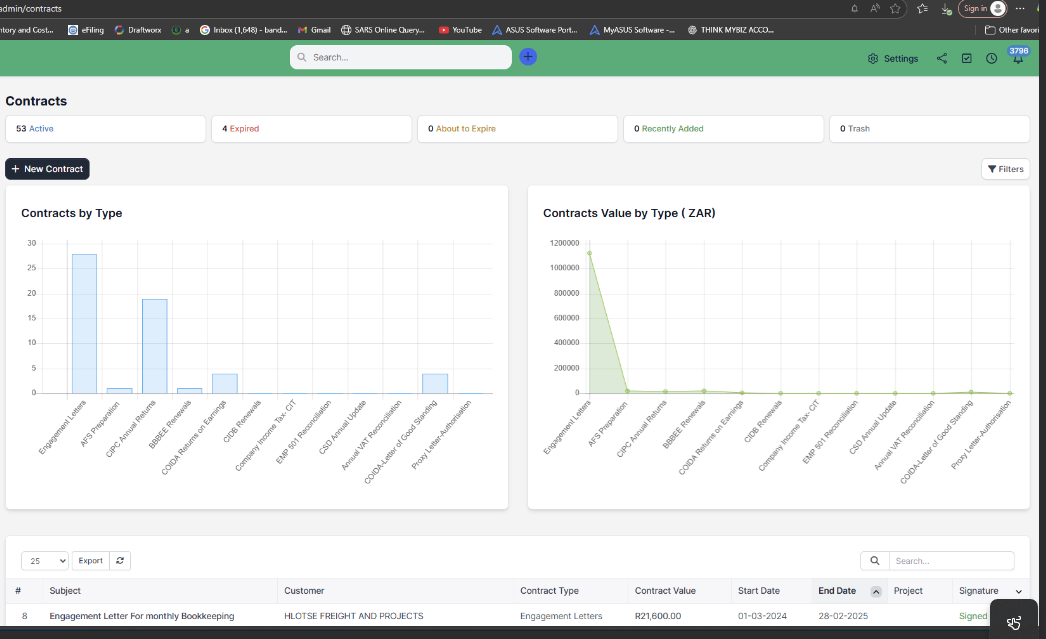 admin/contracts
Sign in
ntory and Cost... eFiling Draftworx a Inbox (1,648) - band... Gmail SARS Online Query... YouTube ASUS Software Port... MyASUS Software -... THINK MYBIZ ACCO... Other favori
Search... Settings 3796
Contracts
53 Active 4 Expired 0 About to Expire 0 Recently Added 0 Trash
New Contract Filters
Contracts by Type
30
25
20
15
10
5
0
Engagement Letters
AFS Preparation
CIPC Annual Returns
BBBEE Renewals
COIDA Returns on Earnings
CIDB Renewals
Company Income Tax- CIT
EMP 501 Reconciliation
CSD Annual Update
Annual VAT Reconciliation
COIDA-Letter of Good Standing
Proxy Letter-Authorisation
Contracts Value by Type ( ZAR)
1200000
1000000
800000
600000
400000
200000
0
Engagement Letters
AFS Preparation
CIPC Annual Returns
BBBEE Renewals
COIDA Returns on Earnings
CIDB Renewals
Company Income Tax- CIT
EMP 501 Reconciliation
CSD Annual Update
Annual VAT Reconciliation
COIDA-Letter of Good Standing
Proxy Letter-Authorisation
25 Export Search...
# Subject Customer Contract Type Contract Value Start Date End Date Project Signature
8 Engagement Letter For monthly Bookkeeping HLOTSE FREIGHT AND PROJECTS Engagement Letters R21,600.00 01-03-2024 28-02-2025 Signed